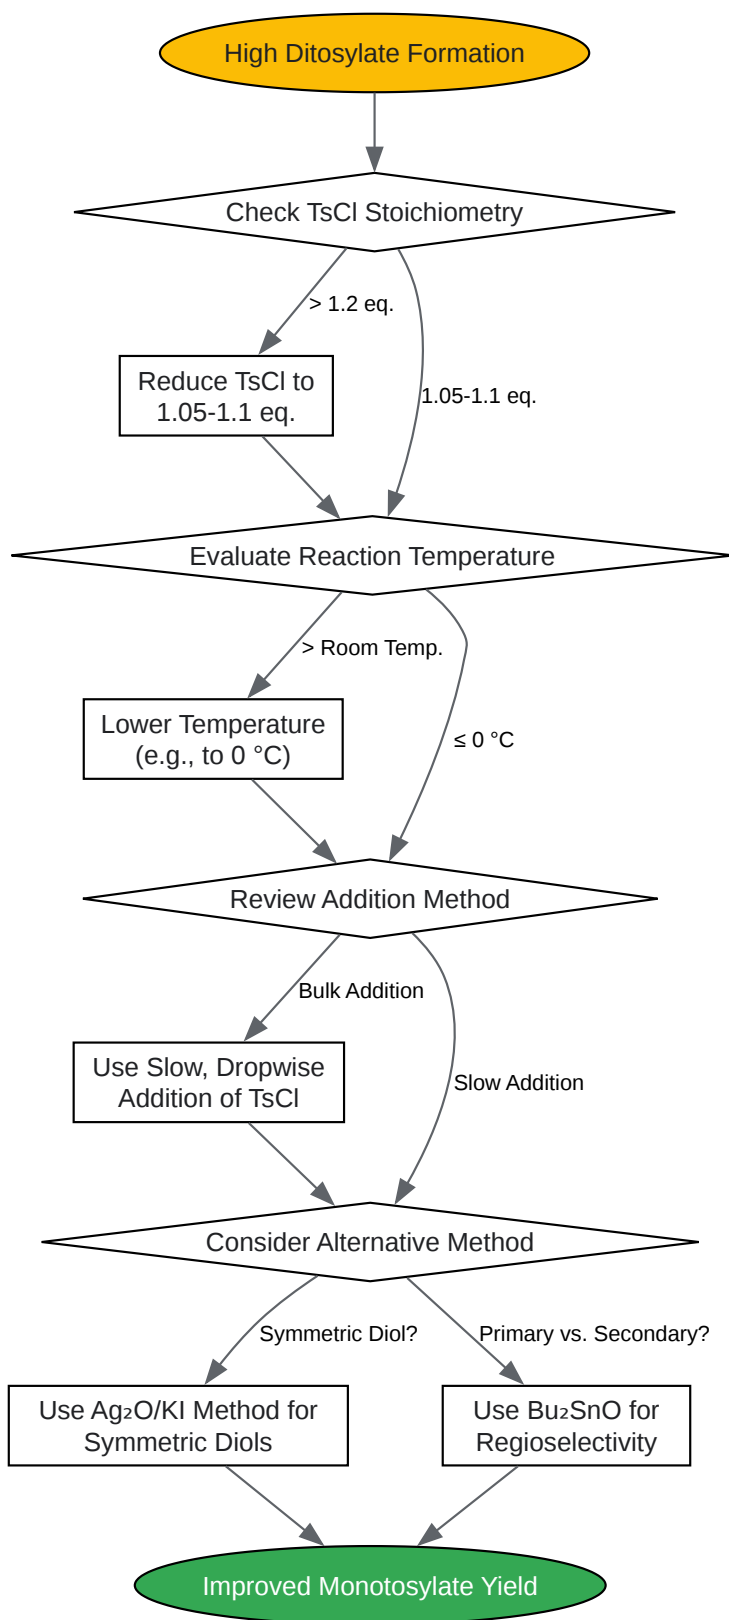 High Ditosylate Formation
Check TsCl Stoichiometry
> 1.2 eq.
Reduce TsCl to
1.05-1.1 eq.
1.05-1.1 eq.
Evaluate Reaction Temperature
> Room Temp.
Lower Temperature
(e.g., to 0 °C)
≤ 0 °C
Review Addition Method
Bulk Addition
Use Slow, Dropwise
Addition of TsCl
Slow Addition
Consider Alternative Method
Symmetric Diol?
Primary vs. Secondary?
Use Ag₂O/KI Method for
Symmetric Diols
Use Bu₂SnO for
Regioselectivity
Improved Monotosylate Yield